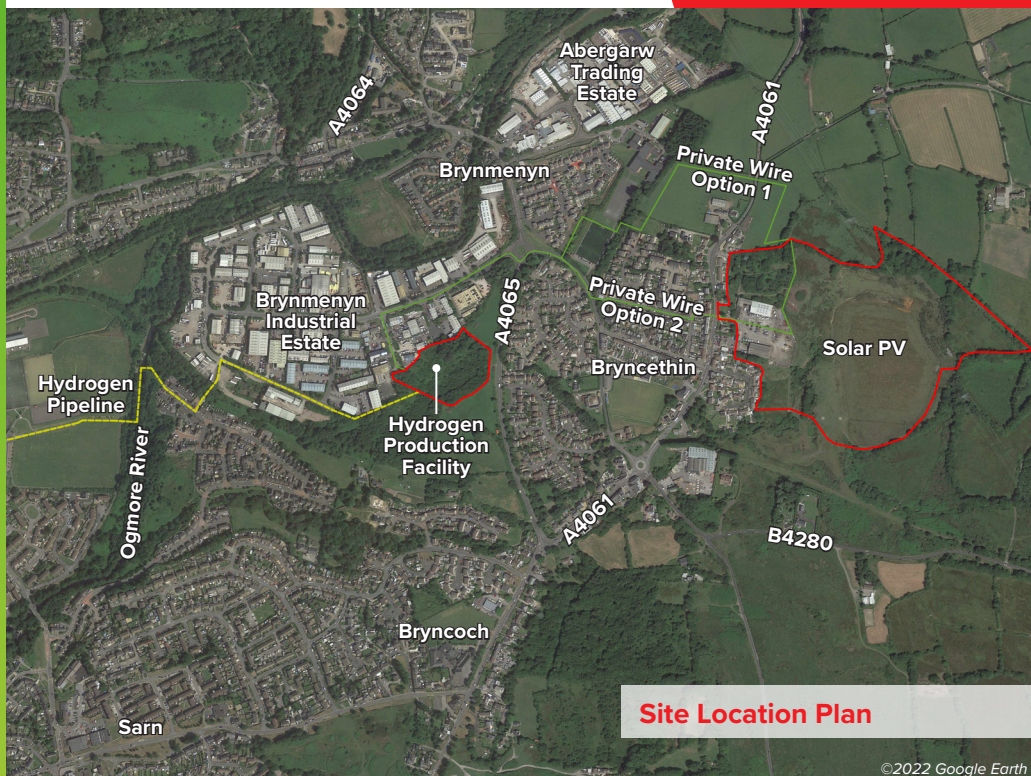 Abergarw
Trading
Estate
A4064
A4061
Brynmenyn
Private Wire
Option 1
Brynmenyn
Industrial
Estate
A4065
Private Wire
Option 2
Solar PV
Bryncethin
Hydrogen
Pipeline
Hydrogen
Production
Facility
Ogmore River
A4061
B4280
Bryncoch
Sarn
Site Location Plan
©2022 Google Earth